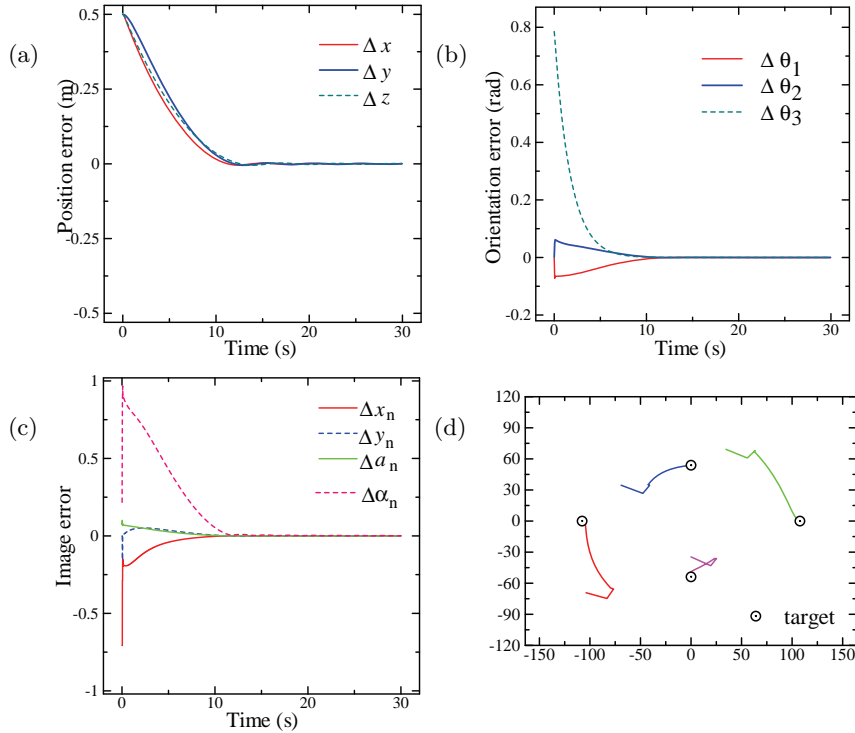 (a)
Position error (m)
0.5
0.25
0
-0.25
-0.5
Δ x
Δ y
Δ z
0 10 20 30
Time (s)
(b)
Orientation error (rad)
0.8
0.6
0.4
0.2
0
-0.2
Δ θ1
Δ θ2
Δ θ3
0 10 20 30
Time (s)
(c)
Image error
1
0.5
0
-0.5
-1
Δxn
Δyn
Δan
Δαn
0 10 20 30
Time (s)
(d)
120
90
60
30
0
-30
-60
-90
-120
target
-150 -100 -50 0 50 100 150